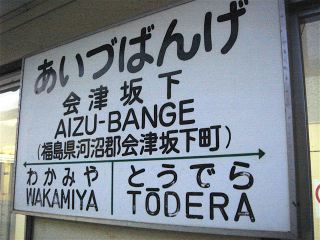 あいづばんげ
会津坂下
AIZU-BANGE
(福島県河沼郡会津坂下町)
わかみや とうでら
WAKAMIYA TŌDERA